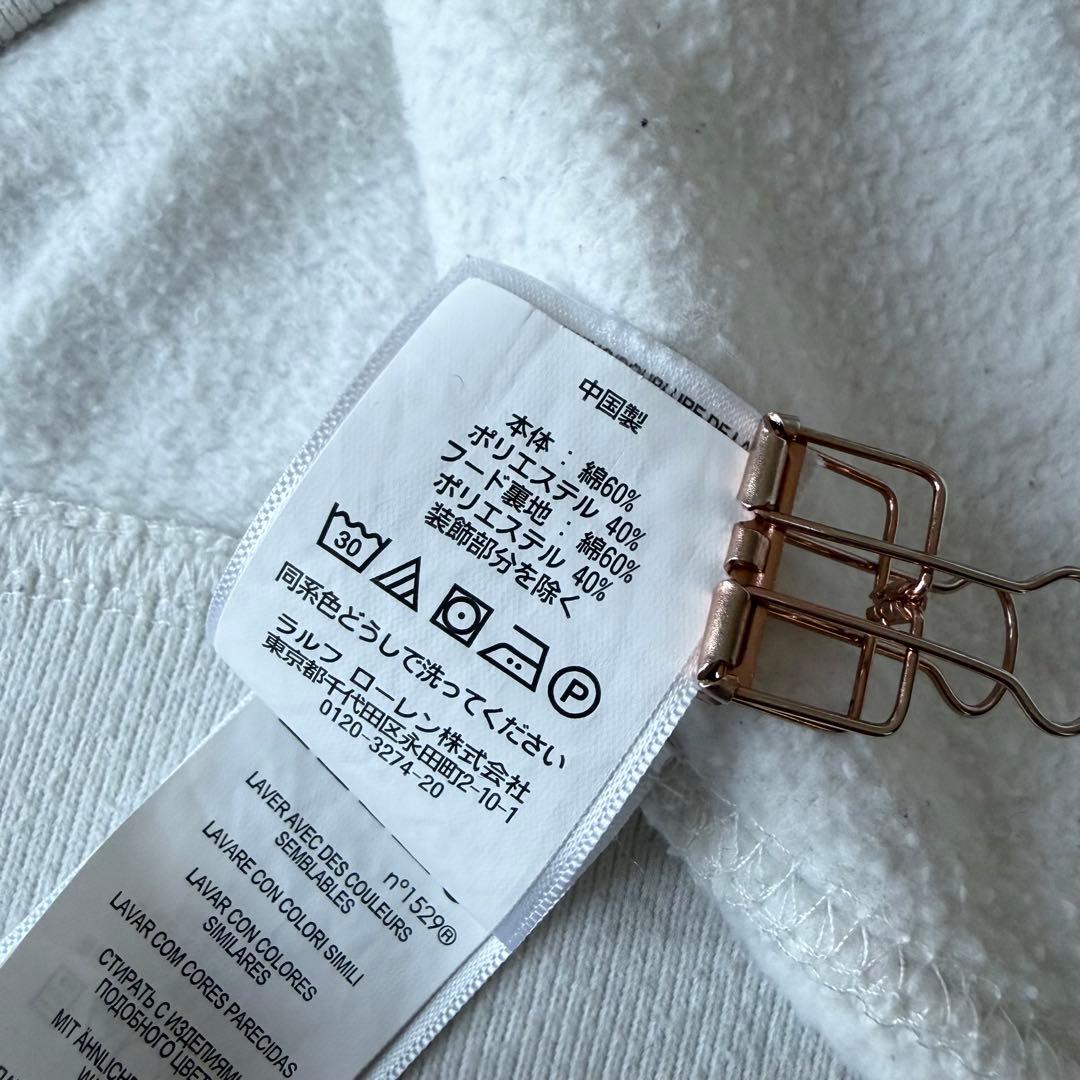 DE LA
中国製
本体 : 綿60%
ポリエステル 40%
フード裏地 : 綿60%
ポリエステル 40%
装飾部分を除く
30
P
同系色どうしで洗ってください
ラルフ ローレン株式会社
東京都千代田区永田町2-10-1
0120-3274-20
n°1529®
LAVER AVEC DES COULEURS
SEMBLABLES
LAVARE CON COLORI SIMILI
LAVAR CON COLORES
SIMILARES
LAVAR COM CORES PARECIDAS
СТИРАТЬ С ИЗДЕЛИЯМИ
ПОДОБНОГО
MIT